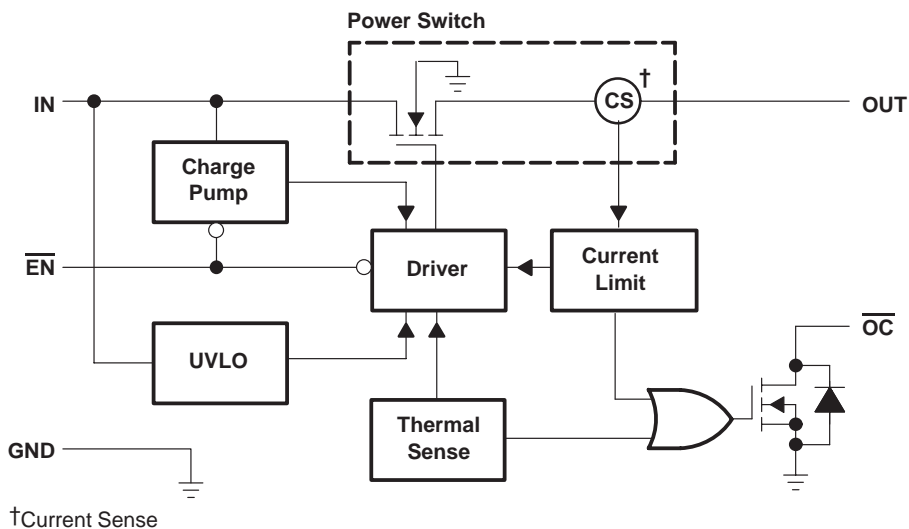 Power Switch
†
IN
CS
OUT
Charge
Pump
EN
Driver
Current
Limit
OC
UVLO
Thermal
Sense
GND
†Current Sense